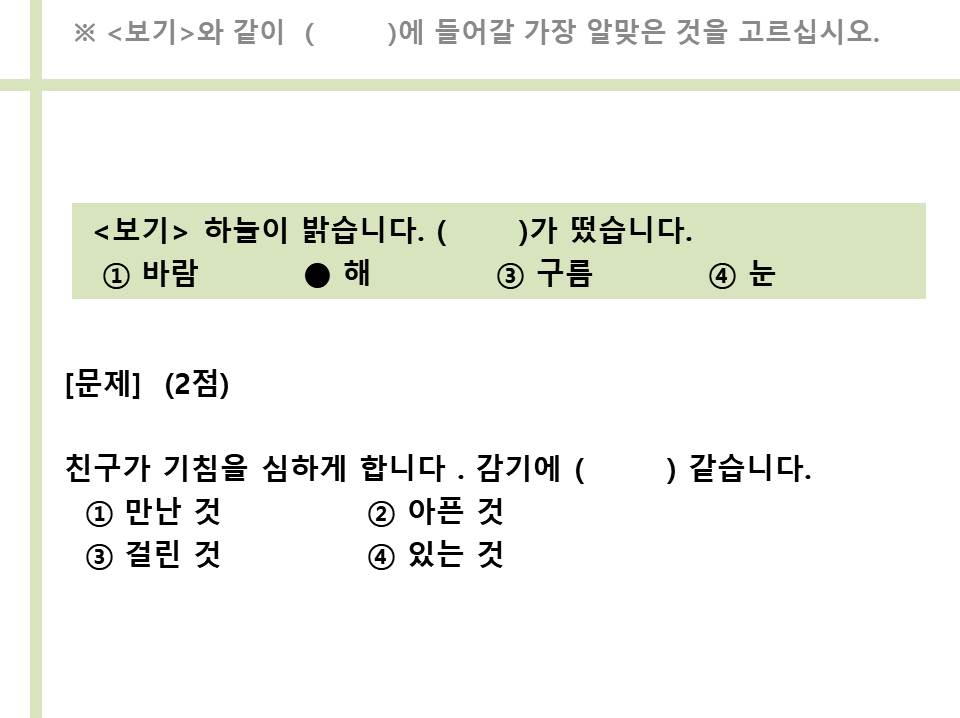 ※ <보기>와 같이 ( )에 들어갈 가장 알맞은 것을 고르십시오.
<보기> 하늘이 밝습니다. ( )가 떴습니다.
① 바람 ● 해 ③ 구름 ④ 눈
[문제] (2점)
친구가 기침을 심하게 합니다 . 감기에 ( ) 같습니다.
① 만난 것 ② 아픈 것
③ 걸린 것 ④ 있는 것